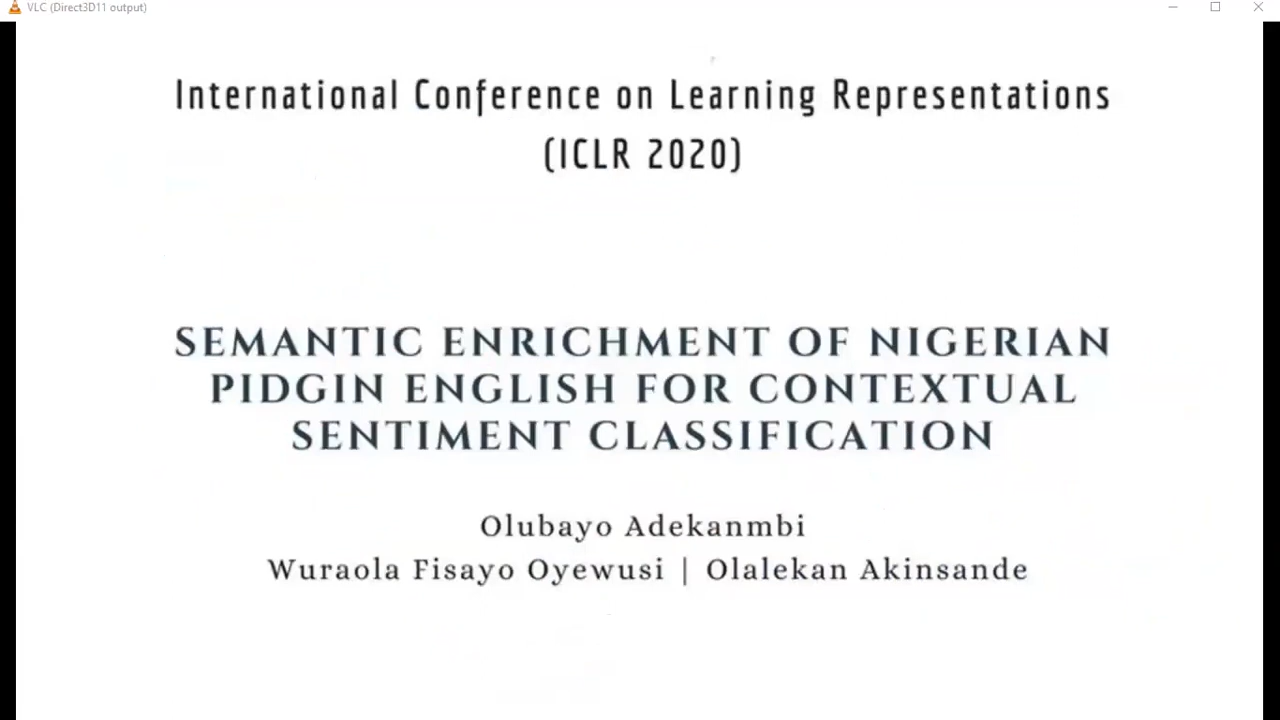 VLC (Direct3D11 output)
International Conference on Learning Representations
(ICLR 2020)
SEMANTIC ENRICHMENT OF NIGERIAN
PIDGIN ENGLISH FOR CONTEXTUAL
SENTIMENT CLASSIFICATION
Olubayo Adekanmbi
Wuraola Fisayo Oyewusi | Olalekan Akinsande